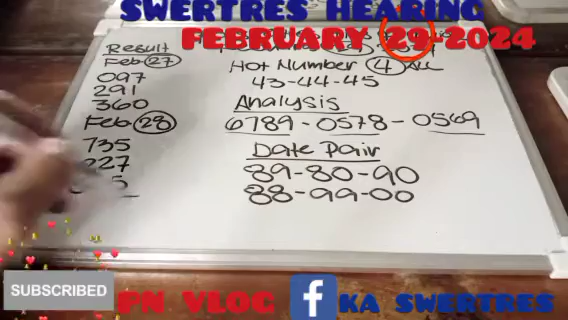 SWERTRES HEARING
FEBRUARY 29 2024
Result
Feb 27
097
291
360
Feb 28
735
227
5
Hot Number 4 ALL
43-44-45
Analysis
6789-0578-0569
Date Pair
89-80-90
88-99-00
SUBSCRIBED
PN VLOG f KA SWERTRES